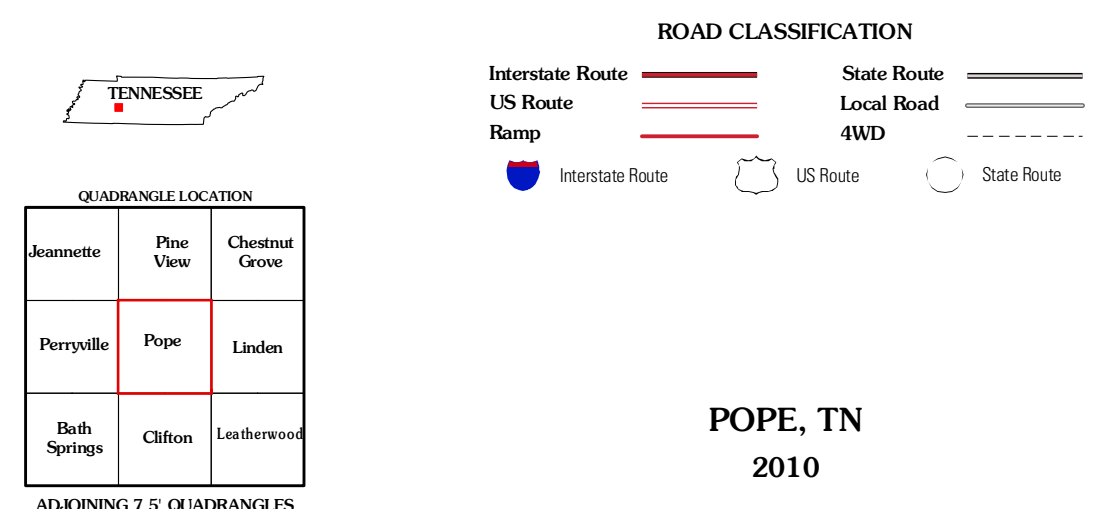 ROAD CLASSIFICATION
Interstate Route
State Route
US Route
Local Road
Ramp
4WD
Interstate Route
US Route
State Route
TENNESSEE
QUADRANGLE LOCATION
Jeannette
Pine
View
Chestnut
Grove
Perryville
Pope
Linden
Bath
Springs
Clifton
Leatherwood
ADJOINING 7.5' QUADRANGLES
POPE, TN
2010